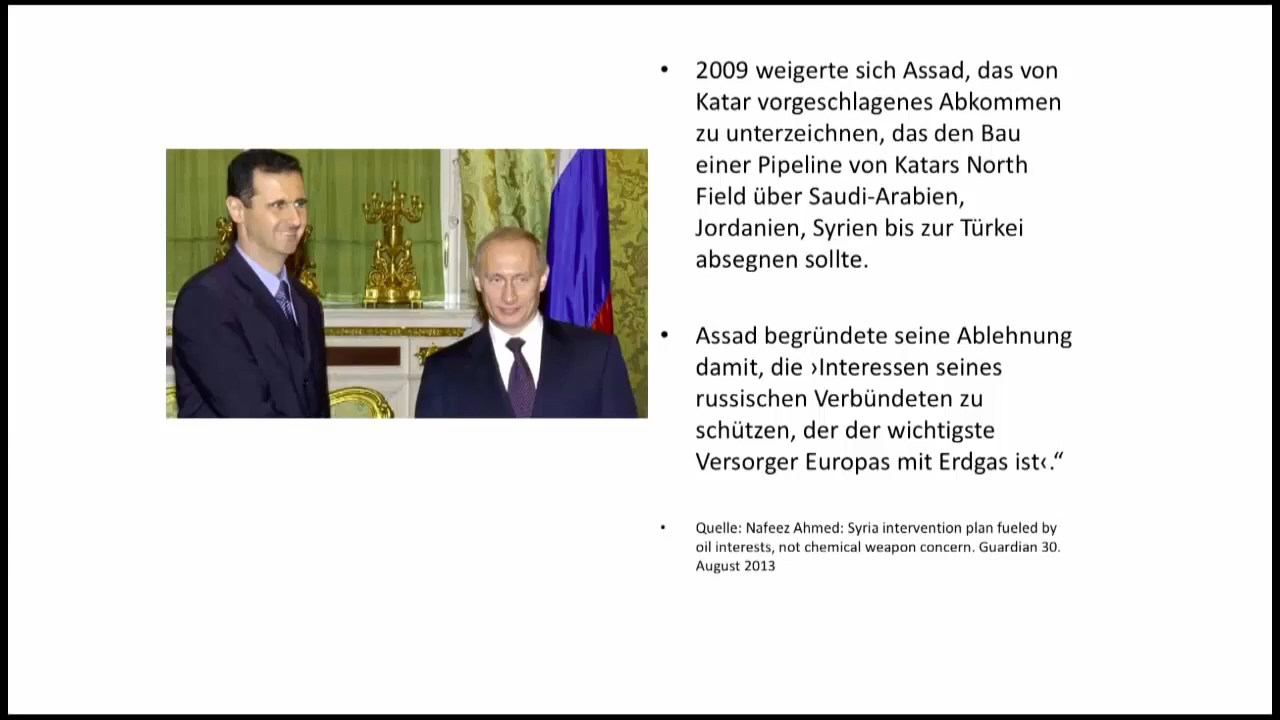 • 2009 weigerte sich Assad, das von
Katar vorgeschlagenes Abkommen
zu unterzeichnen, das den Bau
einer Pipeline von Katars North
Field über Saudi-Arabien,
Jordanien, Syrien bis zur Türkei
absegnen sollte.
• Assad begründete seine Ablehnung
damit, die ›Interessen seines
russischen Verbündeten zu
schützen, der der wichtigste
Versorger Europas mit Erdgas ist‹.“
• Quelle: Nafeez Ahmed: Syria intervention plan fueled by
oil interests, not chemical weapon concern. Guardian 30.
August 2013